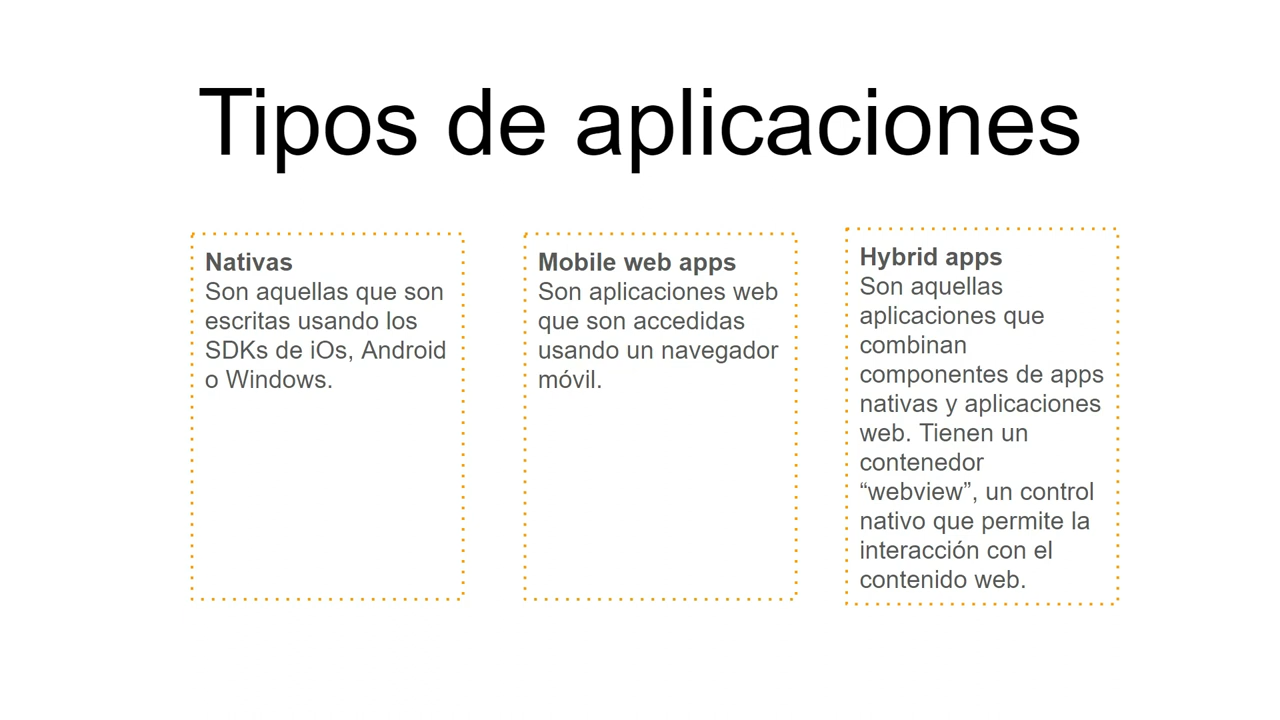 Tipos de aplicaciones
Nativas
Son aquellas que son
escritas usando los
SDKs de iOs, Android
o Windows.
Mobile web apps
Son aplicaciones web
que son accedidas
usando un navegador
móvil.
Hybrid apps
Son aquellas
aplicaciones que
combinan
componentes de apps
nativas y aplicaciones
web. Tienen un
contenedor
“webview”, un control
nativo que permite la
interacción con el
contenido web.